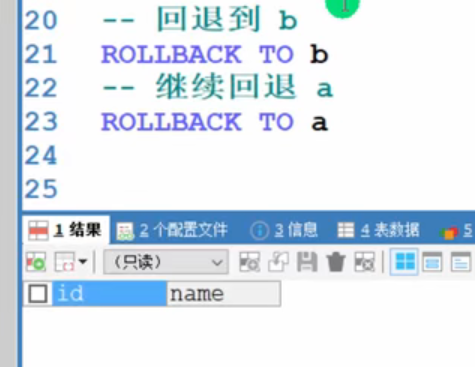 20 -- 回退到 b
21 ROLLBACK TO b
22 -- 继续回退 a
23 ROLLBACK TO a
24
25
1 结果 2 个配置文件 3 信息 4 表数据 5
(只读)
id name